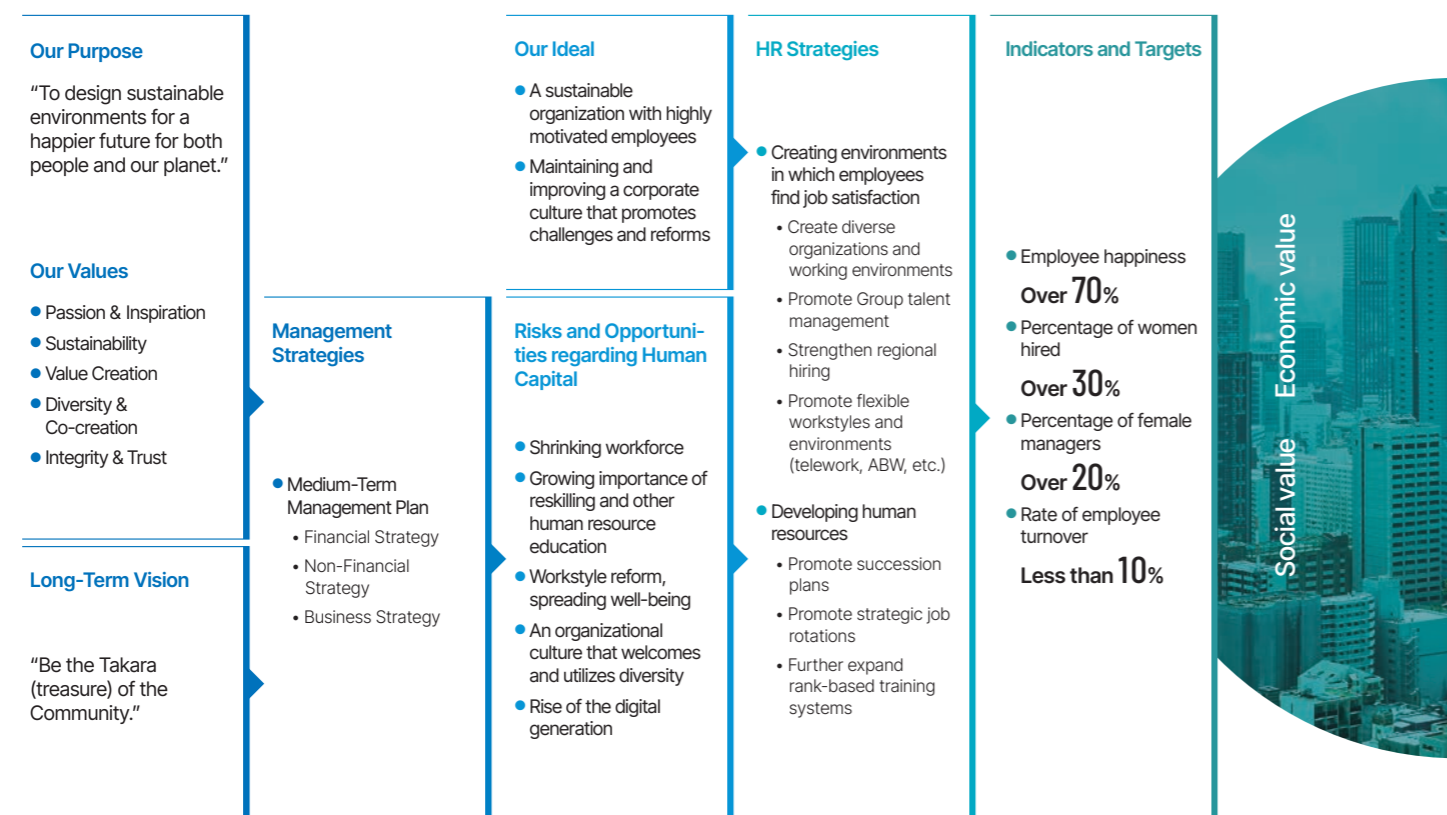 Our Purpose
“To design sustainable
environments for a
happier future for both
people and our planet.”
Our Values
● Passion & Inspiration
● Sustainability
● Value Creation
● Diversity &
Co-creation
● Integrity & Trust
Long-Term Vision
“Be the Takara
(treasure) of the
Community.”
Management
Strategies
● Medium-Term
Management Plan
• Financial Strategy
• Non-Financial
Strategy
• Business Strategy
Our Ideal
● A sustainable
organization with highly
motivated employees
● Maintaining and
improving a corporate
culture that promotes
challenges and reforms
Risks and Opportuni-
ties regarding Human
Capital
● Shrinking workforce
● Growing importance of
reskilling and other
human resource
education
● Workstyle reform,
spreading well-being
● An organizational
culture that welcomes
and utilizes diversity
● Rise of the digital
generation
HR Strategies
● Creating environments
in which employees
find job satisfaction
• Create diverse
organizations and
working environments
• Promote Group talent
management
• Strengthen regional
hiring
• Promote flexible
workstyles and
environments
(telework, ABW, etc.)
● Developing human
resources
• Promote succession
plans
• Promote strategic job
rotations
• Further expand
rank-based training
systems
Indicators and Targets
● Employee happiness
Over 70%
● Percentage of women
hired
Over 30%
● Percentage of female
managers
Over 20%
● Rate of employee
turnover
Less than 10%
Social value Economic value